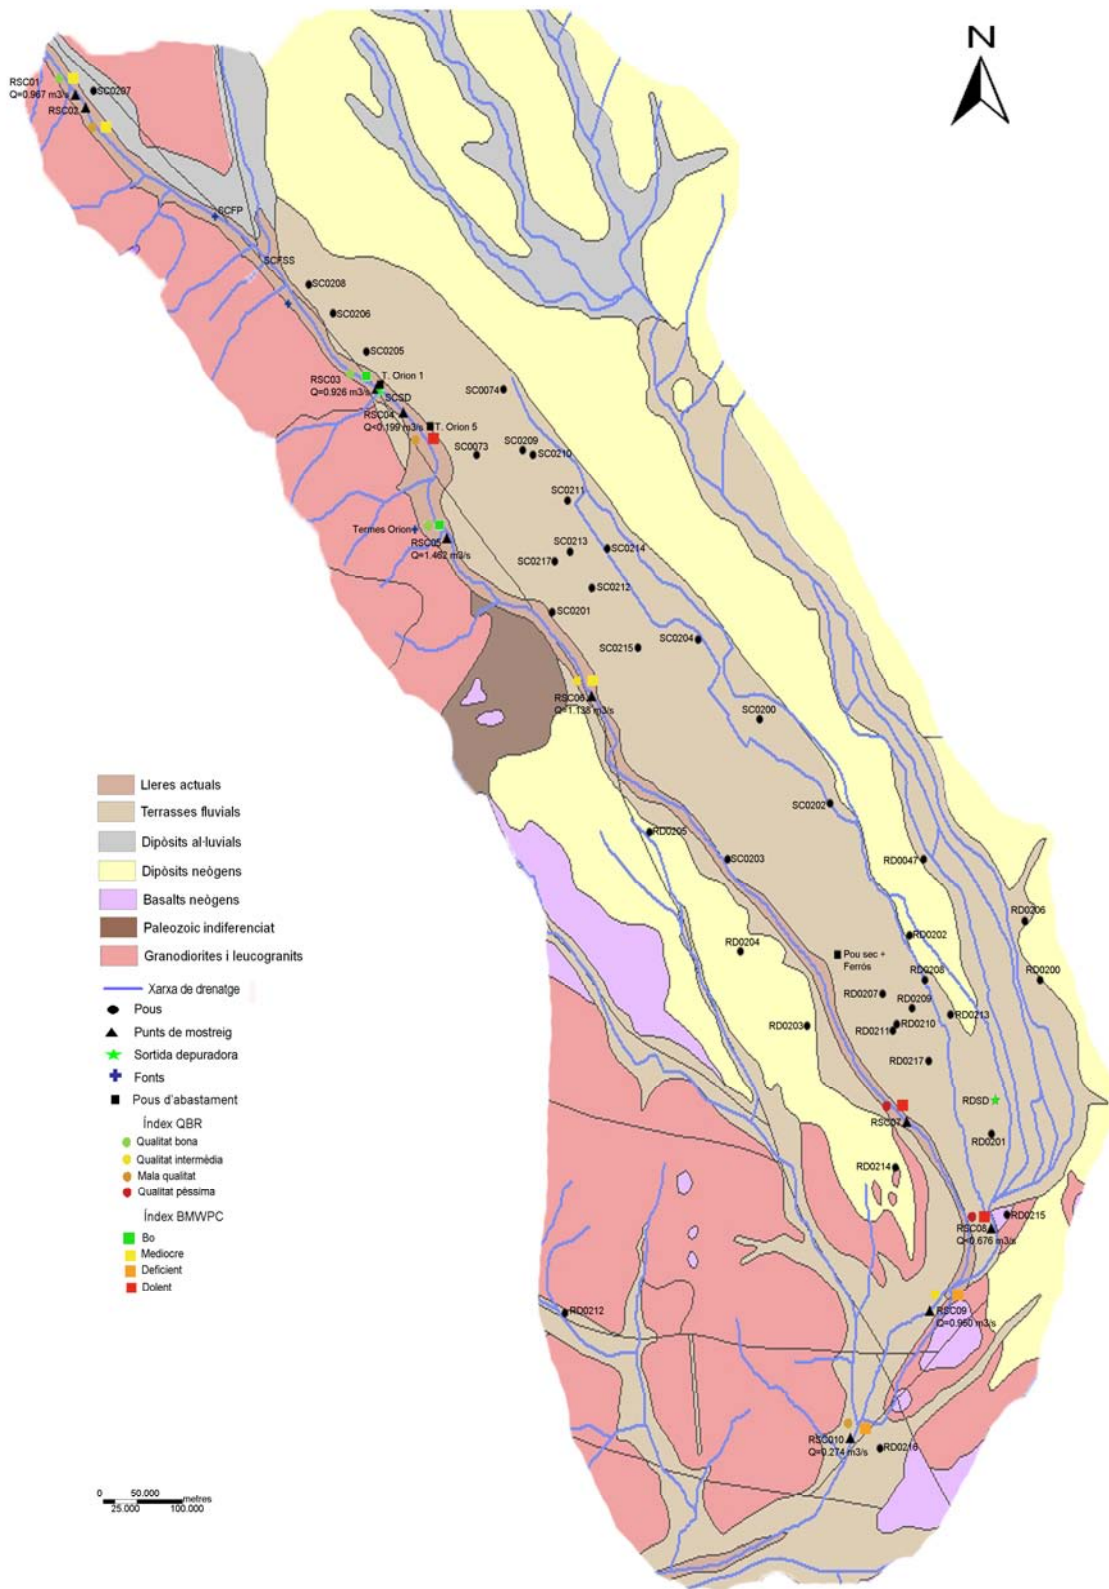 N
RSC01
Q=0.967 m3/s
SC0207
RSC02
SCFP
SCFSS
SC0208
SC0206
SC0205
RSC03
Q=0.926 m3/s
T. Orion 1
SCSD
SC0074
RSC04
Q<0.199 m3/s
T. Orion 5
SC0073
SC0209
SC0210
SC0211
Termes Orion
RSC05
Q=1.462 m3/s
SC0213
SC0214
SC0217
SC0212
SC0201
SC0215
SC0204
RSC06
Q=1.138 m3/s
SC0200
SC0202
RD0205
SC0203
RD0047
RD0206
RD0202
RD0204
Pou sec +
Ferrós
RD0208
RD0200
RD0207
RD0209
RD0213
RD0203
RD0210
RD0211
RD0217
RDSD
RSC07
RD0201
RD0214
RD0215
RSC08
Q<0.676 m3/s
RD0212
RSC09
Q=0.960 m3/s
RSC010
Q=0.274 m3/s
RD0216
Lleres actuals
Terrasses fluvials
Dipòsits al·luvials
Dipòsits neògens
Basalts neògens
Paleozoic indiferenciat
Granodiorites i leucogranits
Xarxa de drenatge
Pous
Punts de mostreig
Sortida depuradora
Fonts
Pous d'abastament
Índex QBR
Qualitat bona
Qualitat intermèdia
Mala qualitat
Qualitat pèssima
Índex BMWPC
Bo
Mediocre
Deficient
Dolent
0 50.000 metres
25.000 100.000